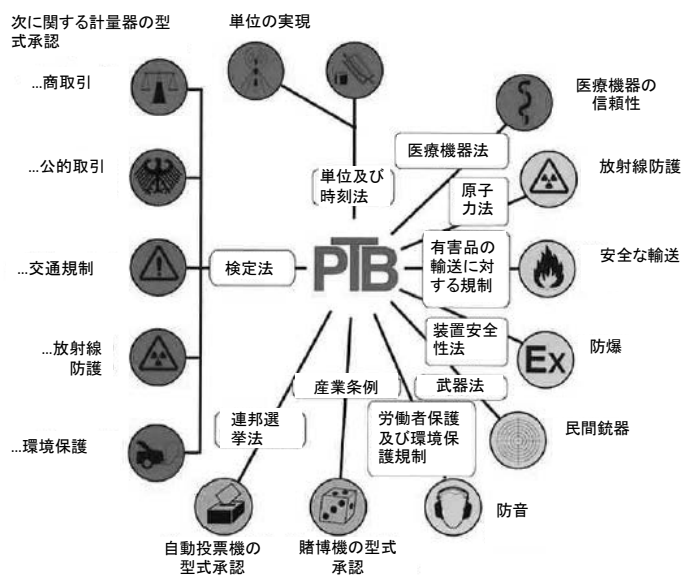 次に関する計量器の型
式承認
単位の実現
...商取引
...公的取引
...交通規制
...放射線
防護
...環境保護
検定法
単位及び
時刻法
PTB
医療機器法
医療機器の
信頼性
原子
力法
放射線防護
有害品の
輸送に対
する規制
安全な輸送
装置安全
性法
Ex
防爆
武器法
民間銃器
労働者保護
及び環境保
護規制
防音
産業条例
賭博機の型式
承認
連邦選
挙法
自動投票機の
型式承認